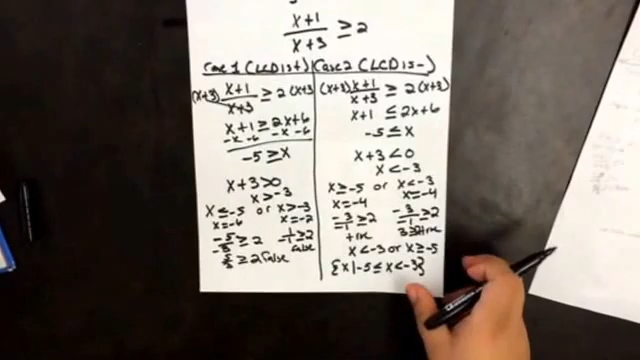 x+1
x+3 ≥ 2
Case 1 (LCD is +) Case 2 (LCD is -)
(x+3) x+1/x+3 ≥ 2(x+3)
x+1 ≥ 2x+6
-x -6 -x -6
-5 ≥ x
x+3>0
x>-3
x ≤ -5 or x>-3
x=-6 x=-2
-5/-3 ≥ 2 -1/1 ≥ 2
false
5/3 ≥ 2 False
(x+3) x+1/x+3 ≥ 2(x+3)
x+1 ≤ 2x+6
-5 ≤ x
x+3<0
x<-3
x ≥ -5 or x<-3
x=-4 x=-4
-3/-1 ≥ 2 -3/-1 ≥ 2
true 3≥2 true
x<-3 or x ≥ -5
{x|-5 ≤ x < -3}